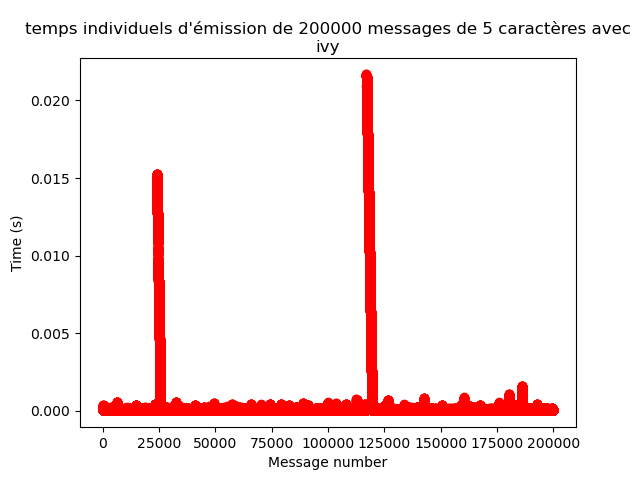 temps individuels d'émission de 200000 messages de 5 caractères avec
ivy
0.020
0.015
0.010
0.005
0.000
Time (s)
0 25000 50000 75000 100000 125000 150000 175000 200000
Message number